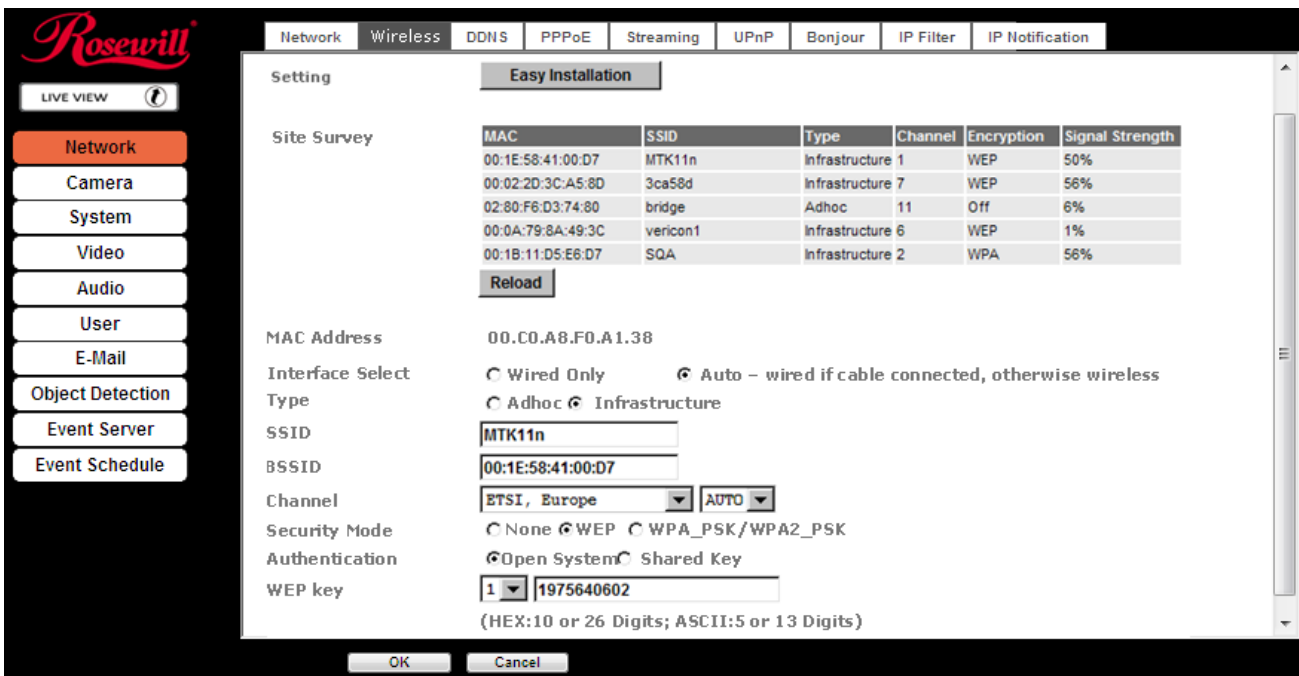 Rosewill
Network Wireless DDNS PPPoE Streaming UPnP Bonjour IP Filter IP Notification
LIVE VIEW i
Network
Camera
System
Video
Audio
User
E-Mail
Object Detection
Event Server
Event Schedule
Setting Easy Installation
Site Survey
MAC SSID Type Channel Encryption Signal Strength
00:1E:58:41:00:D7 MTK11n Infrastructure 1 WEP 50%
00:02:2D:3C:A5:8D 3ca58d Infrastructure 7 WEP 56%
02:80:F6:D3:74:80 bridge Adhoc 11 Off 6%
00:0A:79:8A:49:3C vericon1 Infrastructure 6 WEP 1%
00:1B:11:D5:E6:D7 SQA Infrastructure 2 WPA 56%
Reload
MAC Address 00.C0.A8.F0.A1.38
Interface Select Wired Only Auto – wired if cable connected, otherwise wireless
Type Adhoc Infrastructure
SSID MTK11n
BSSID 00:1E:58:41:00:D7
Channel ETSI, Europe AUTO
Security Mode None WEP WPA_PSK/WPA2_PSK
Authentication Open System Shared Key
WEP key 1 1975640602
(HEX:10 or 26 Digits; ASCII:5 or 13 Digits)
OK Cancel